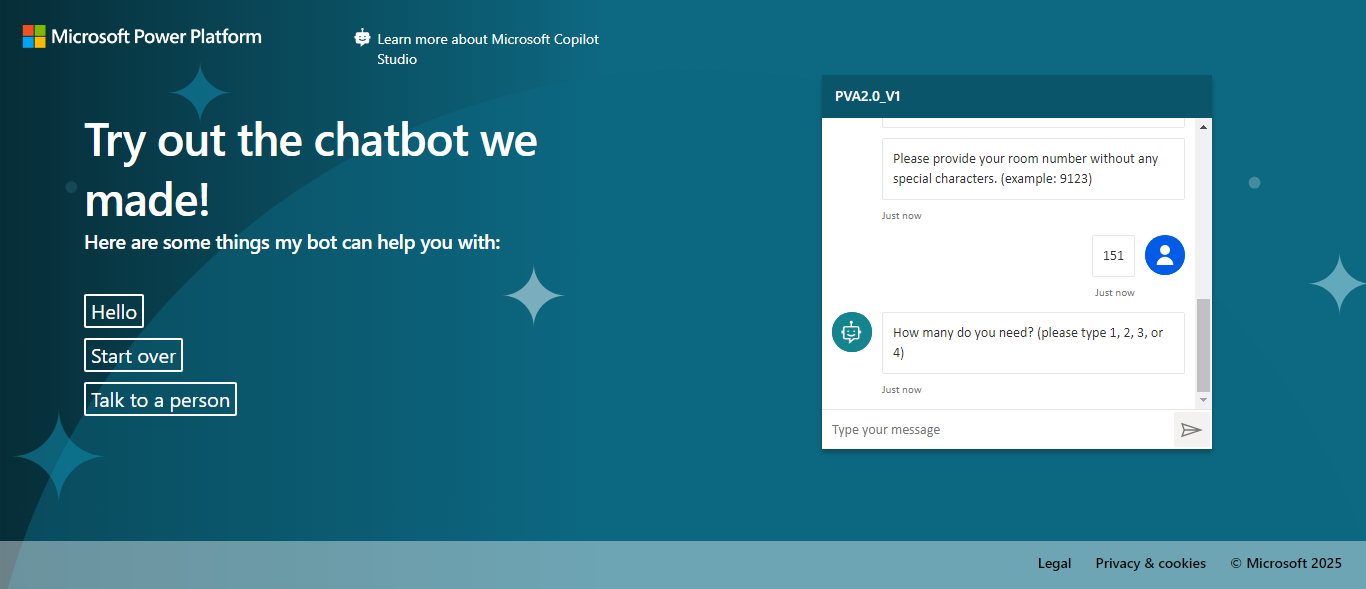 Microsoft Power Platform
Learn more about Microsoft Copilot
Studio
Try out the chatbot we
made!
Here are some things my bot can help you with:
Hello
Start over
Talk to a person
PVA2.0_V1
Please provide your room number without any
special characters. (example: 9123)
Just now
151
Just now
How many do you need? (please type 1, 2, 3, or
4)
Just now
Type your message
Legal
Privacy & cookies
© Microsoft 2025